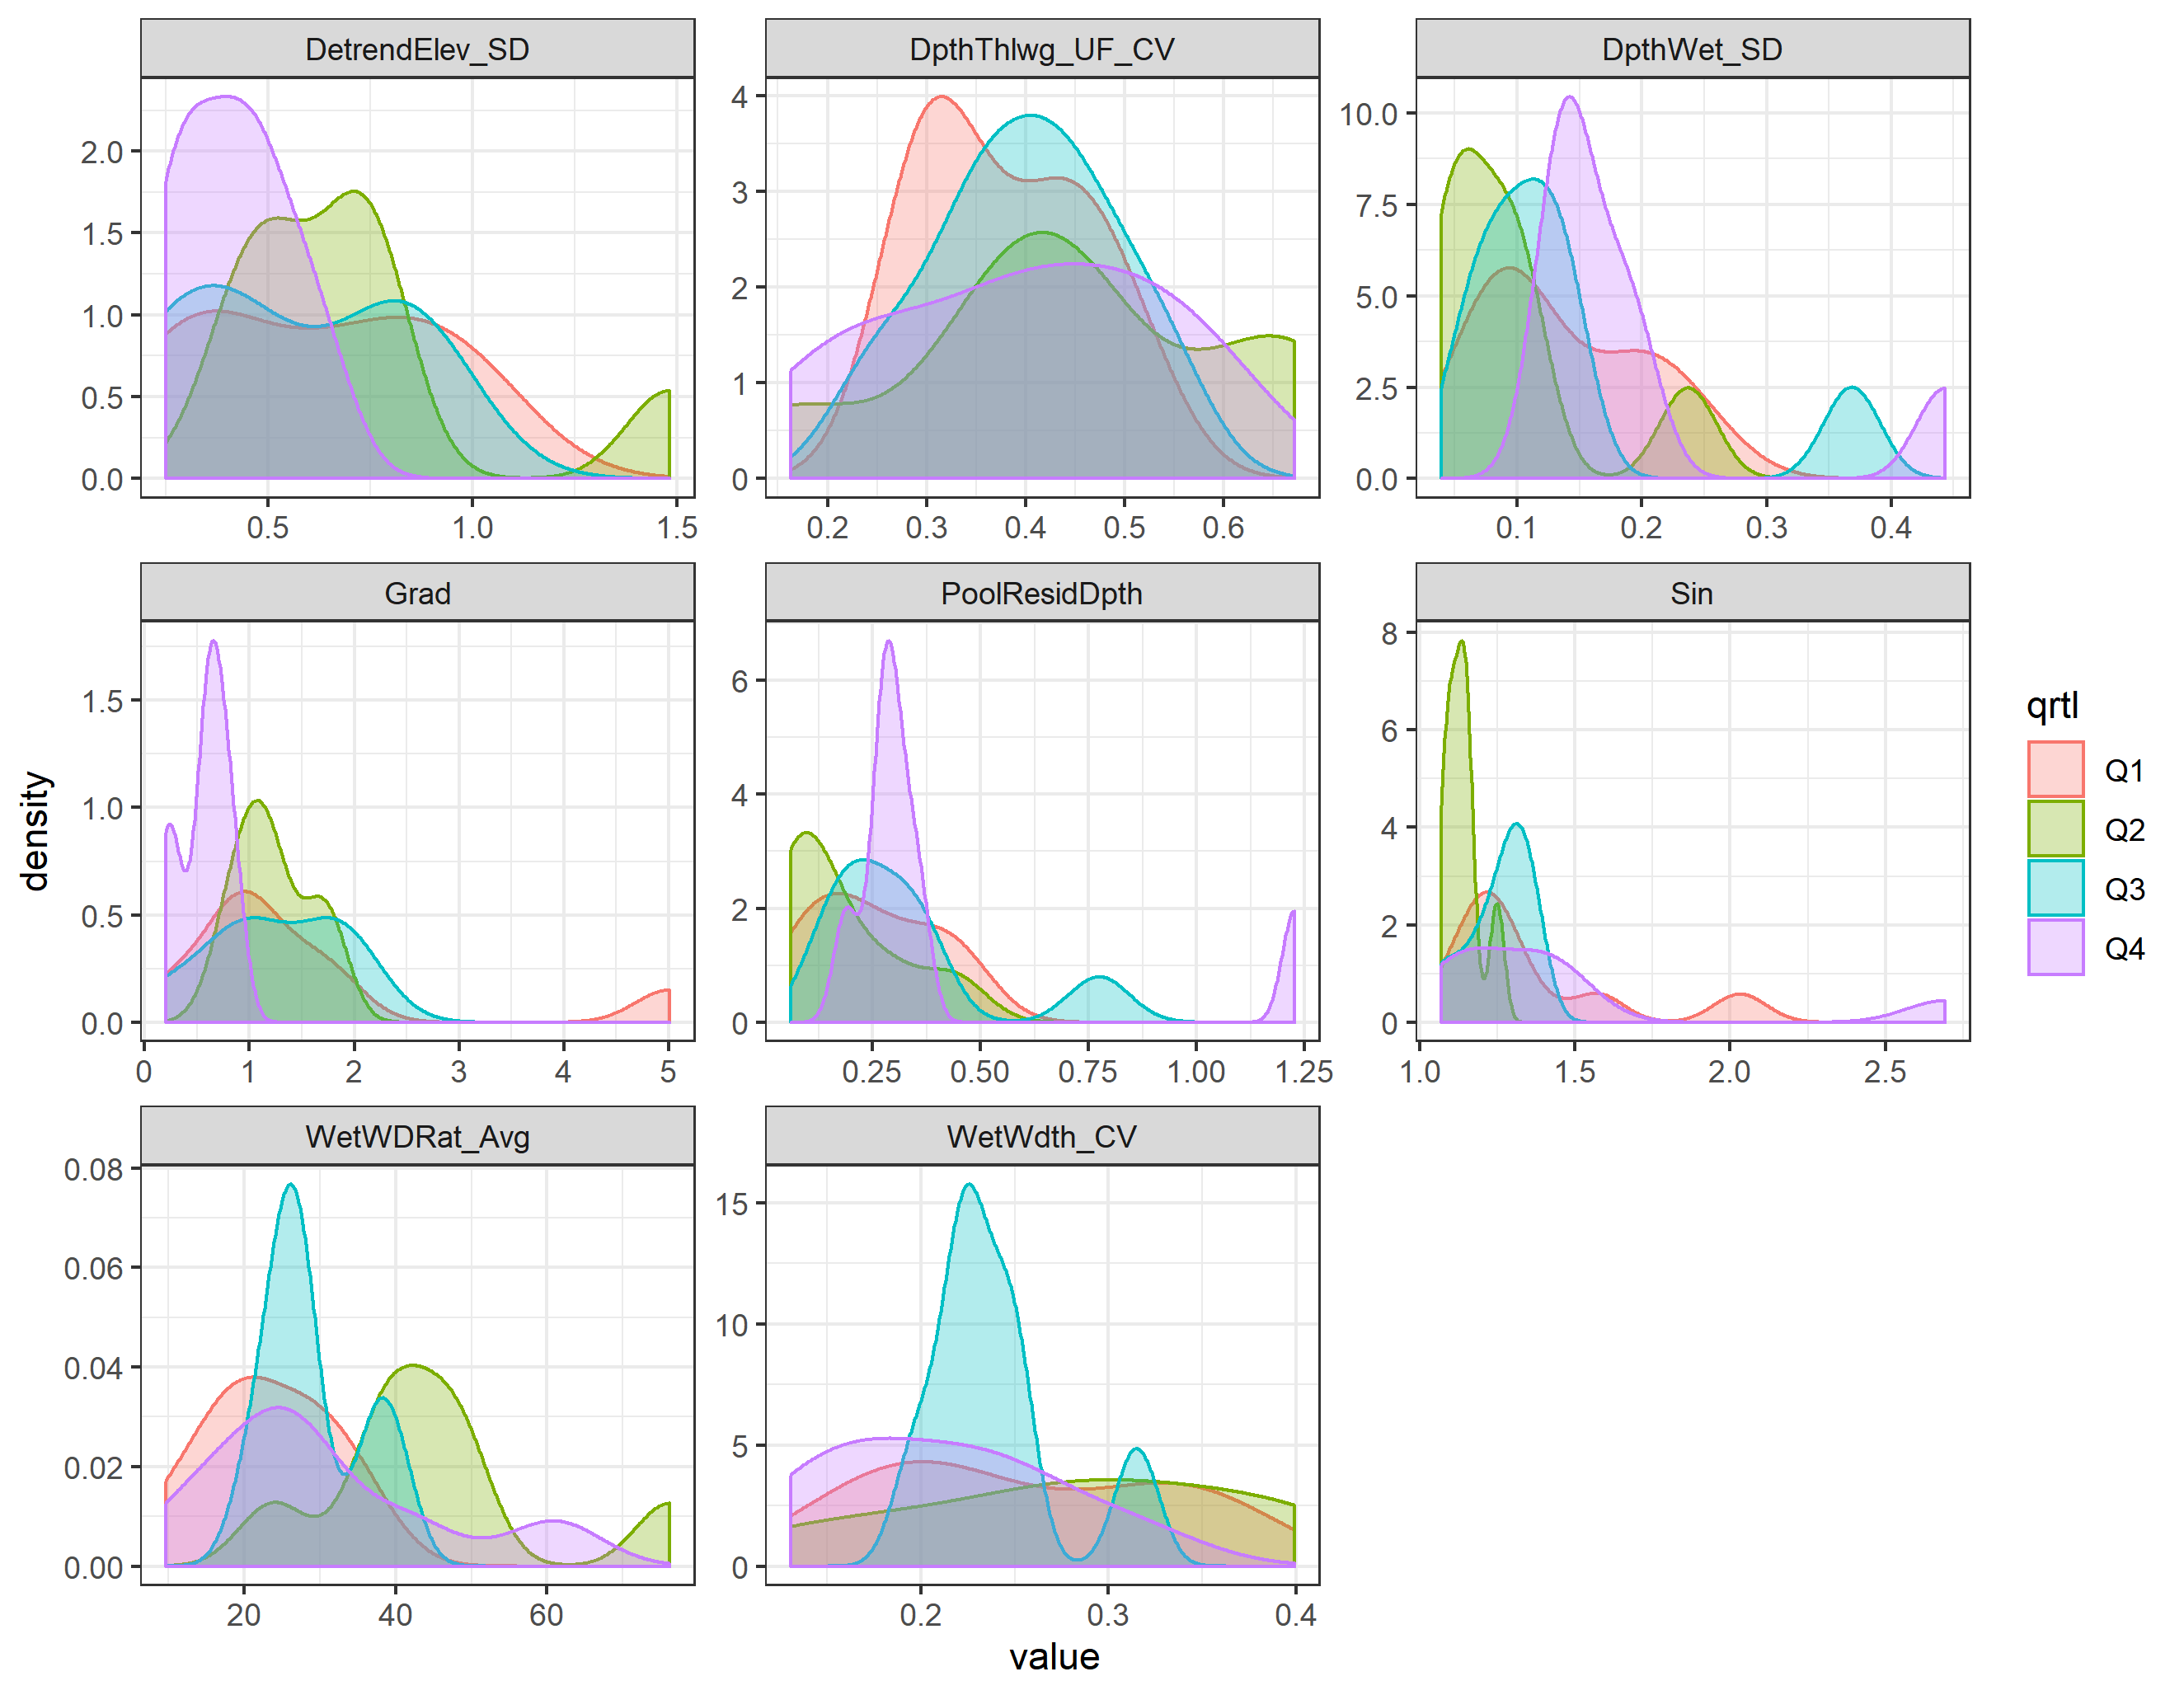 DetrendElev_SD DpthThlwg_UF_CV DpthWet_SD
2.0
1.5
1.0
0.5
0.0
4
3
2
1
0
10.0
7.5
5.0
2.5
0.0
0.5 1.0 1.5 0.2 0.3 0.4 0.5 0.6 0.1 0.2 0.3 0.4
Grad PoolResidDpth Sin
1.5
1.0
0.5
0.0
6
4
2
0
8
6
4
2
0
0 1 2 3 4 5 0.25 0.50 0.75 1.00 1.25 1.0 1.5 2.0 2.5
WetWDRat_Avg WetWdth_CV
0.08
0.06
0.04
0.02
0.00
15
10
5
0
20 40 60 0.2 0.3 0.4
density
value
qrtl
Q1
Q2
Q3
Q4